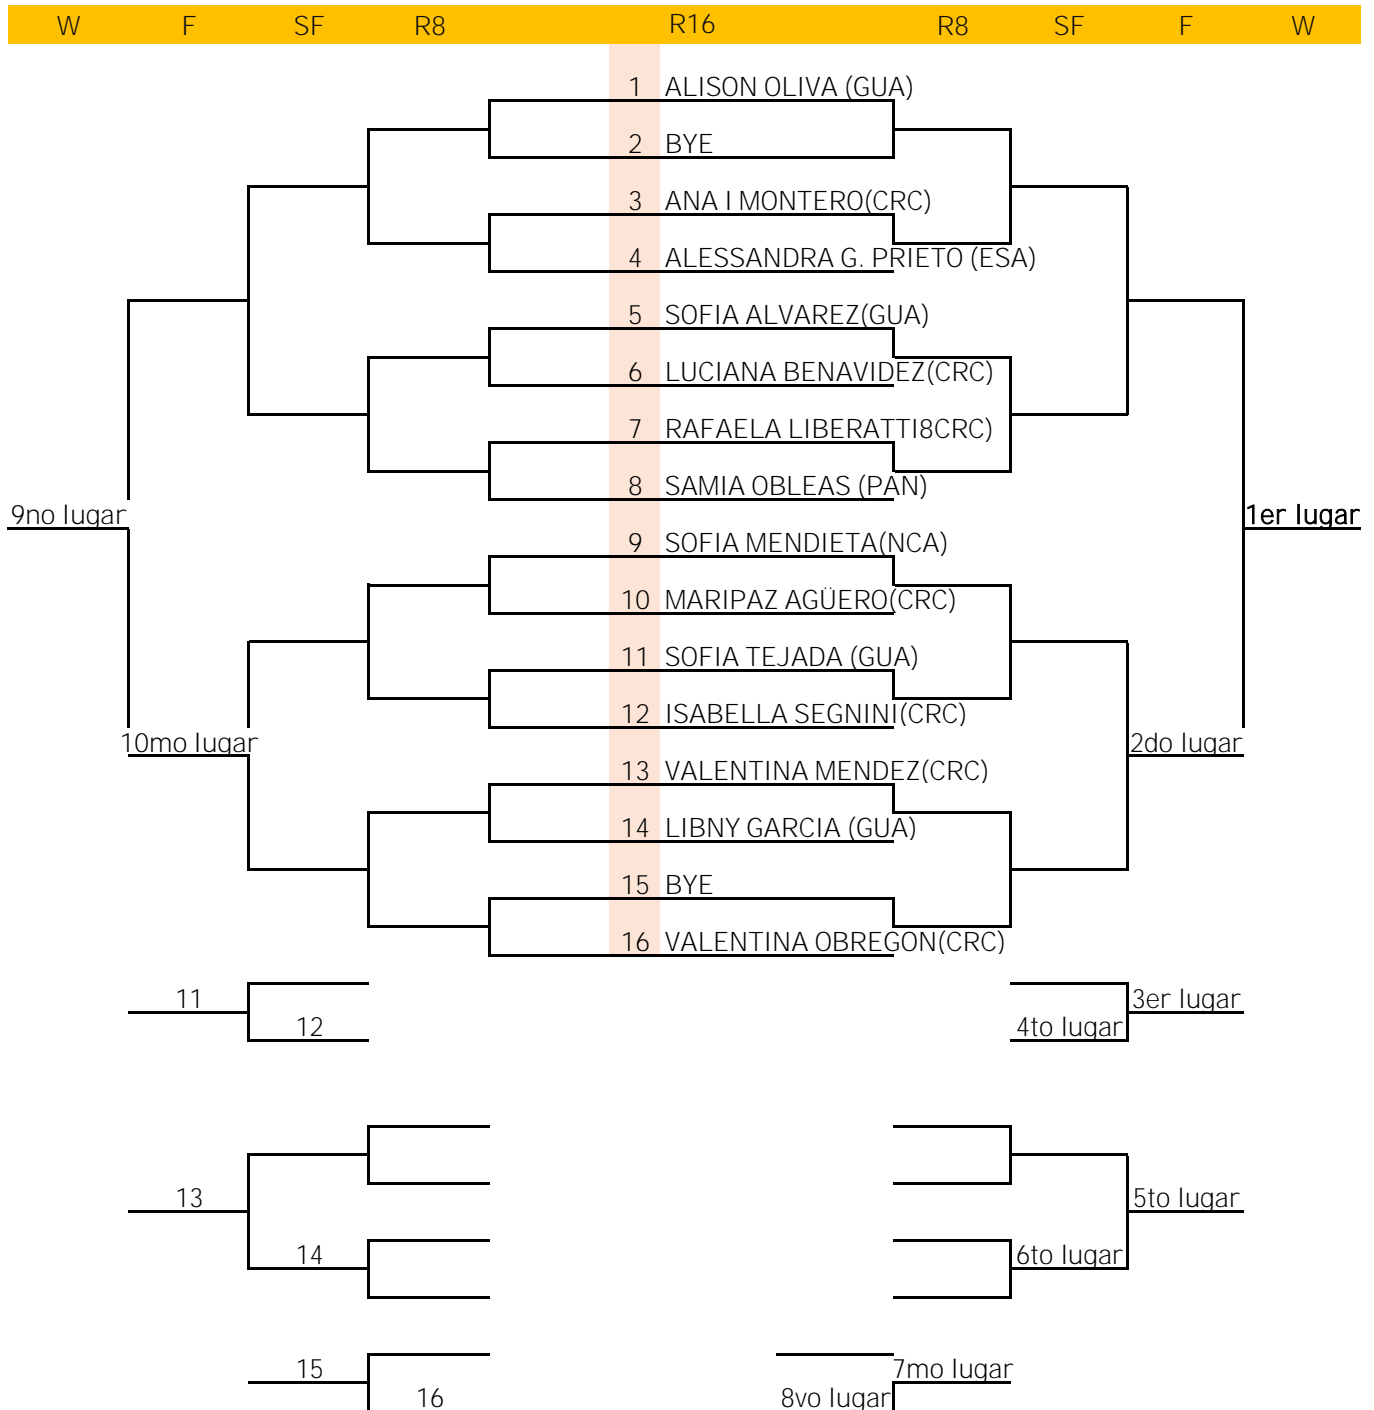 W F SF R8 R16 R8 SF F W
1 ALISON OLIVA (GUA)
2 BYE
3 ANA I MONTERO(CRC)
4 ALESSANDRA G. PRIETO (ESA)
5 SOFIA ALVAREZ(GUA)
6 LUCIANA BENAVIDEZ(CRC)
7 RAFAELA LIBERATTI8CRC)
8 SAMIA OBLEAS (PAN)
9no lugar 1er lugar
9 SOFIA MENDIETA(NCA)
10 MARIPAZ AGÜERO(CRC)
11 SOFIA TEJADA (GUA)
12 ISABELLA SEGNINI(CRC)
10mo lugar 2do lugar
13 VALENTINA MENDEZ(CRC)
14 LIBNY GARCIA (GUA)
15 BYE
16 VALENTINA OBREGON(CRC)
11 3er lugar
12 4to lugar
13 5to lugar
14 6to lugar
15 7mo lugar
16 8vo lugar